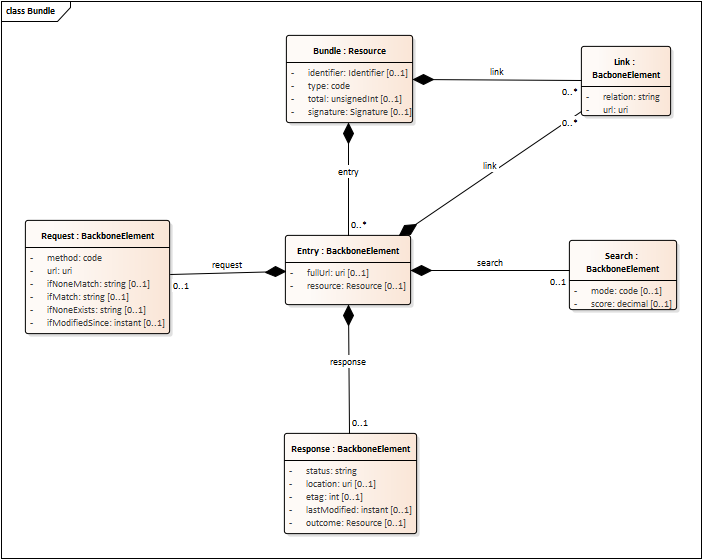 class Bundle
Bundle : Resource
- identifier: Identifier [0..1]
- type: code
- total: unsignedInt [0..1]
- signature: Signature [0..1]
link
0..*
Link :
BacboneElement
- relation: string
- url: uri
0..*
link
entry
0..*
Request : BackboneElement
- method: code
- url: uri
- ifNoneMatch: string [0..1]
- ifMatch: string [0..1]
- ifNoneExists: string [0..1]
- ifModifiedSince: instant [0..1]
request
0..1
Entry : BackboneElement
- fullUrl: uri [0..1]
- resource: Resource [0..1]
search
0..1
Search :
BackboneElement
- mode: code [0..1]
- score: decimal [0..1]
response
0..1
Response : BackboneElement
- status: string
- location: uri [0..1]
- etag: int [0..1]
- lastModified: instant [0..1]
- outcome: Resource [0..1]